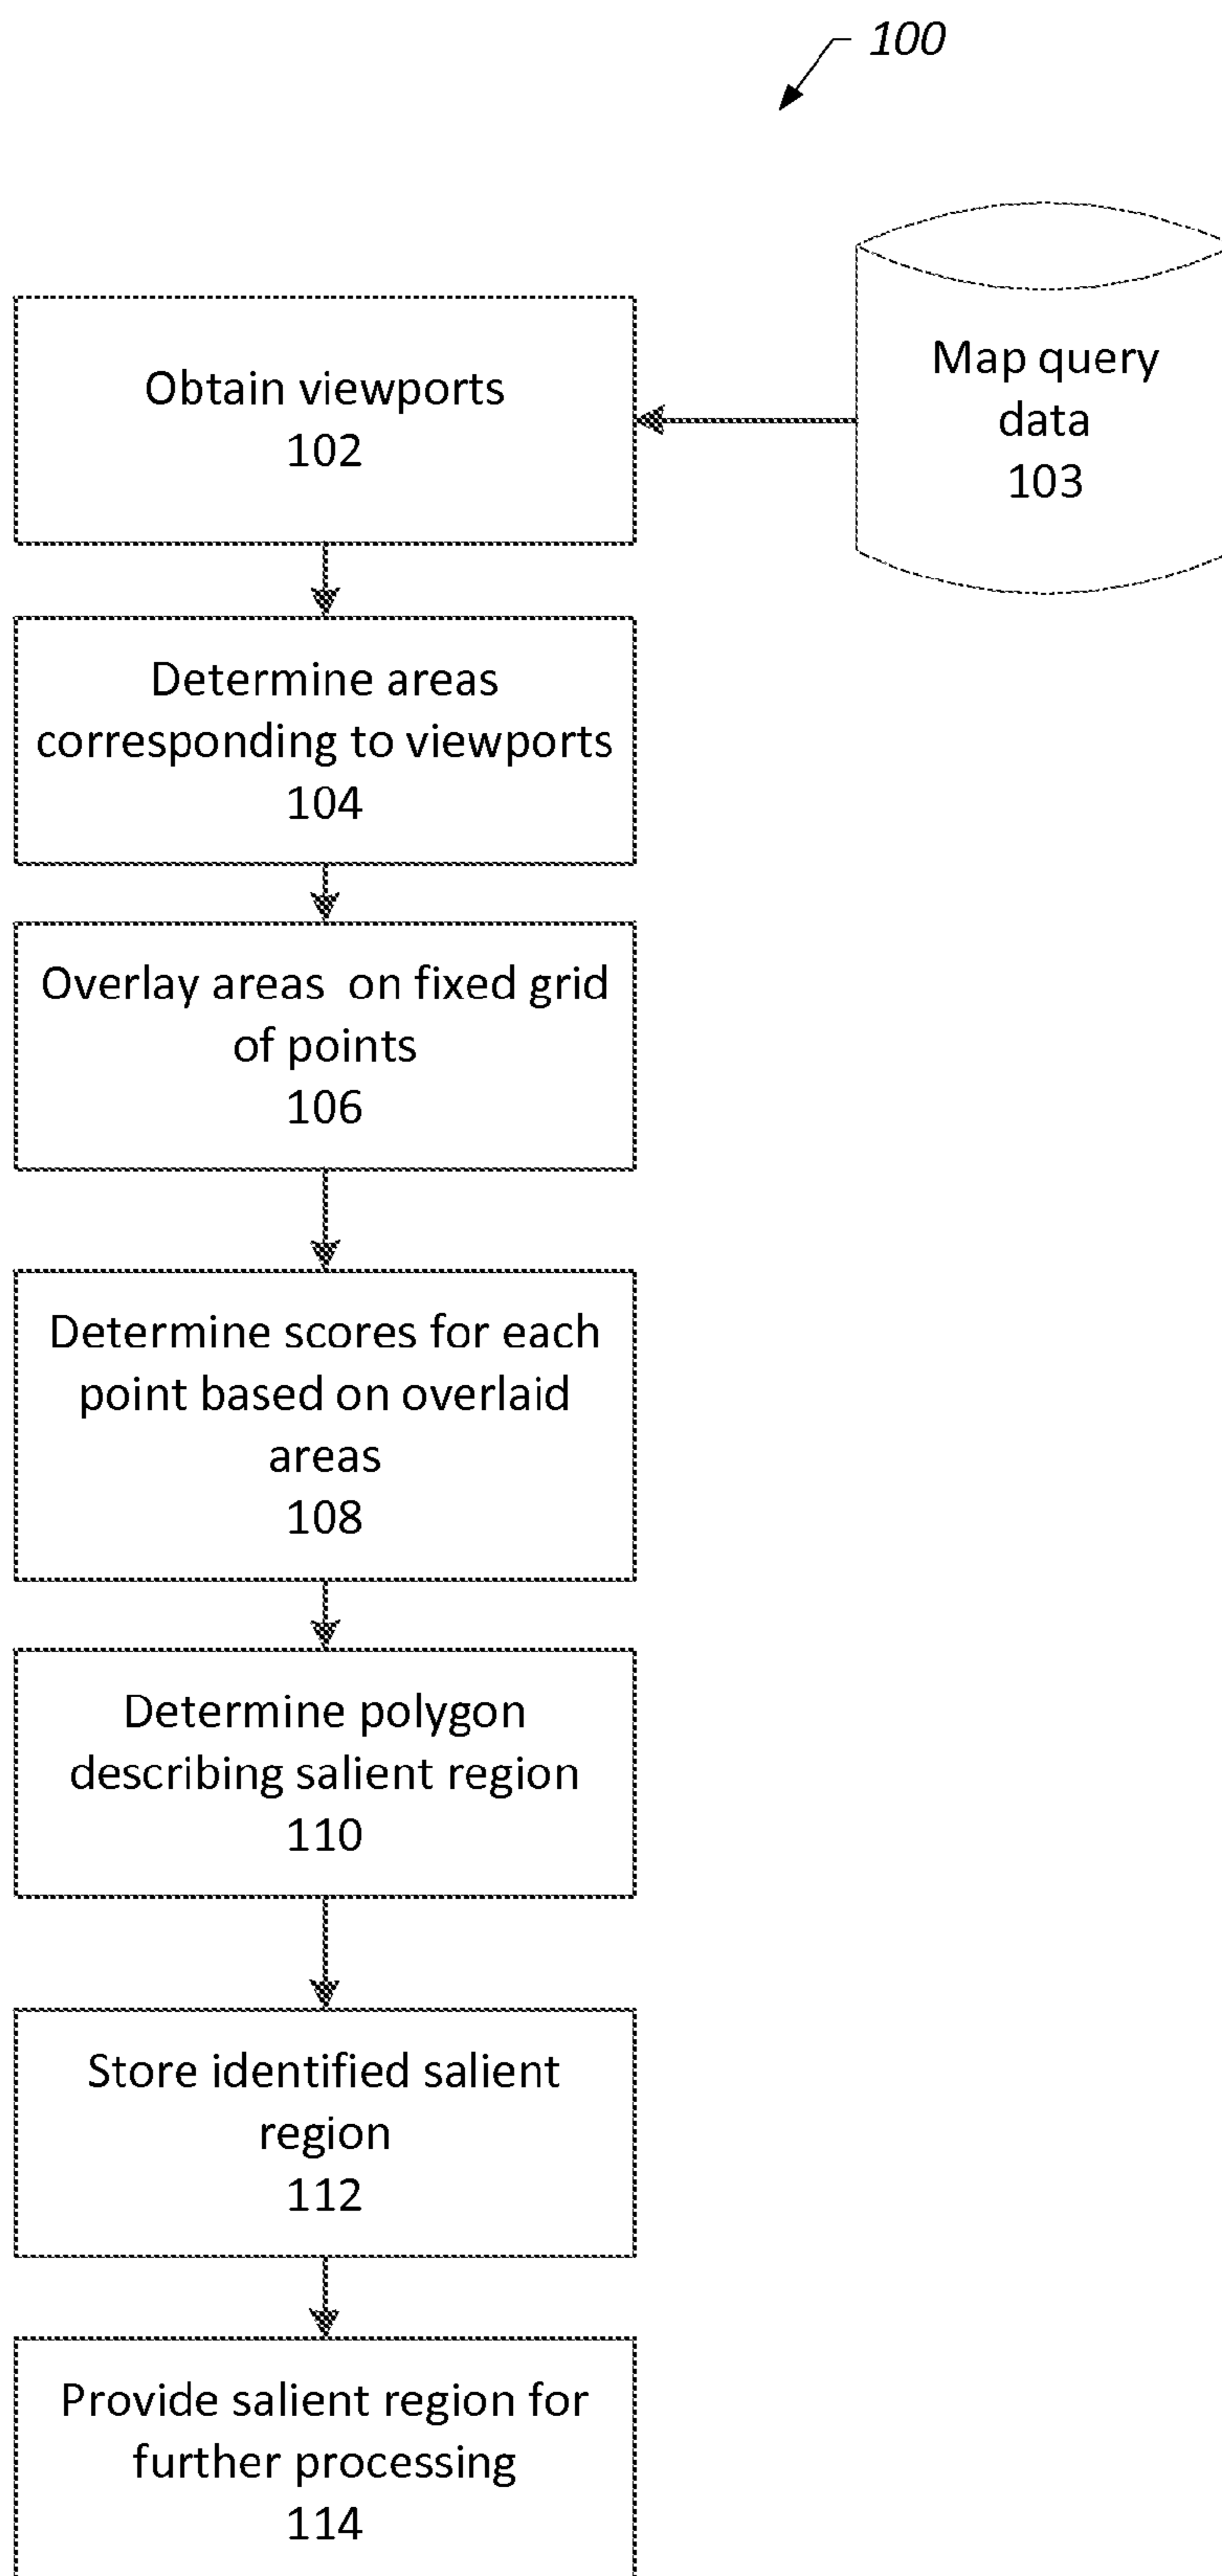 100
Map query
data
103
Obtain viewports
102
Determine areas
corresponding to viewports
104
Overlay areas on fixed grid
of points
106
Determine scores for each
point based on overlaid
areas
108
Determine polygon
describing salient region
110
Store identified salient
region
112
Provide salient region for
further processing
114